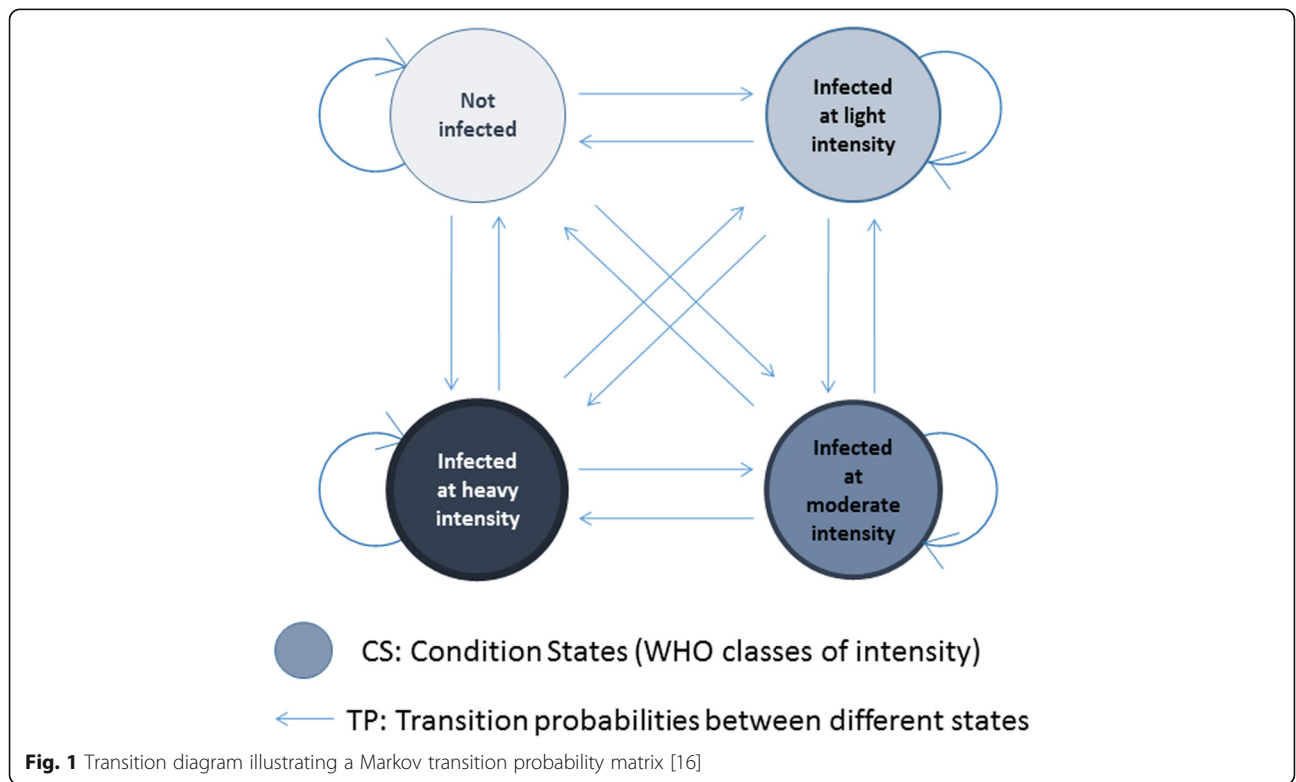 Not
infected
Infected
at light
intensity
Infected
at heavy
intensity
Infected
at
moderate
intensity
CS: Condition States (WHO classes of intensity)
TP: Transition probabilities between different states
Fig. 1 Transition diagram illustrating a Markov transition probability matrix [16]